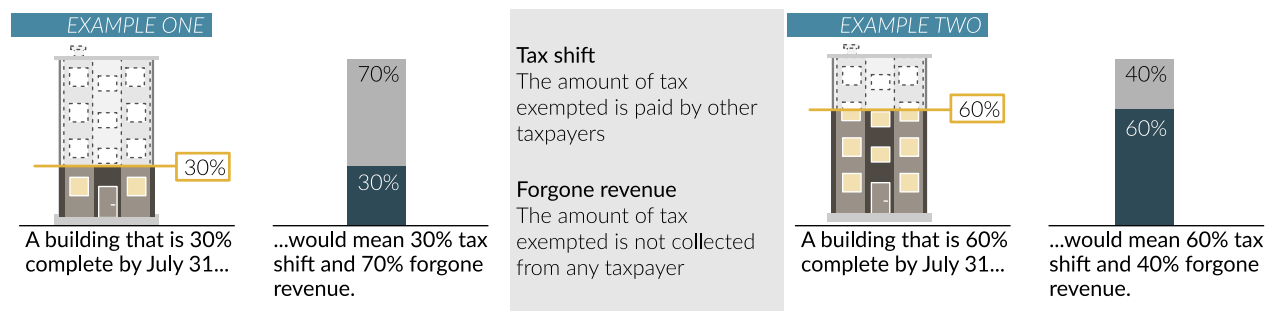 EXAMPLE ONE
30%
A building that is 30%
complete by July 31...
70%
30%
...would mean 30% tax
shift and 70% forgone
revenue.
Tax shift
The amount of tax
exempted is paid by other
taxpayers
Forgone revenue
The amount of tax
exempted is not collected
from any taxpayer
EXAMPLE TWO
60%
A building that is 60%
complete by July 31...
40%
60%
...would mean 60% tax
shift and 40% forgone
revenue.